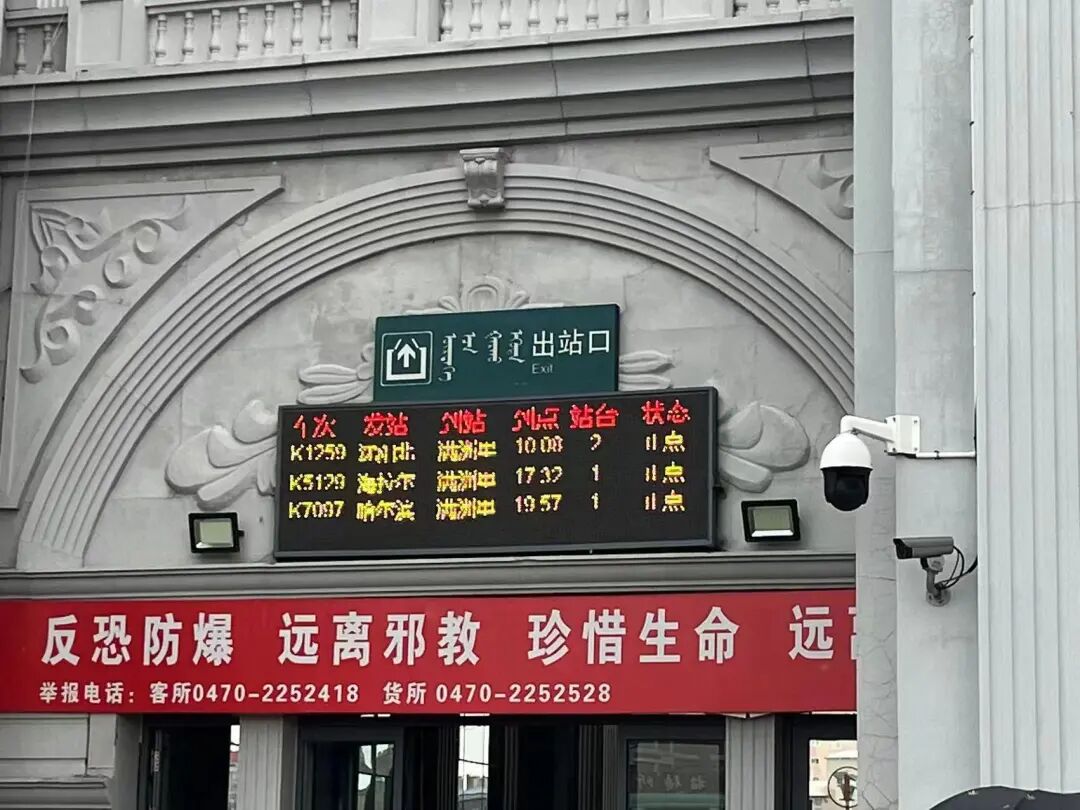 出站口
Exit
车次 发站 到站 到点 站台 状态
K1259 满洲里 10:08 2 正点
K5129 海拉尔 满洲里 17:32 1 正点
K7097 哈尔滨 满洲里 19:57 1 正点
反恐防爆 远离邪教 珍惜生命 远
举报电话：客所0470-2252418 货所 0470-2252528